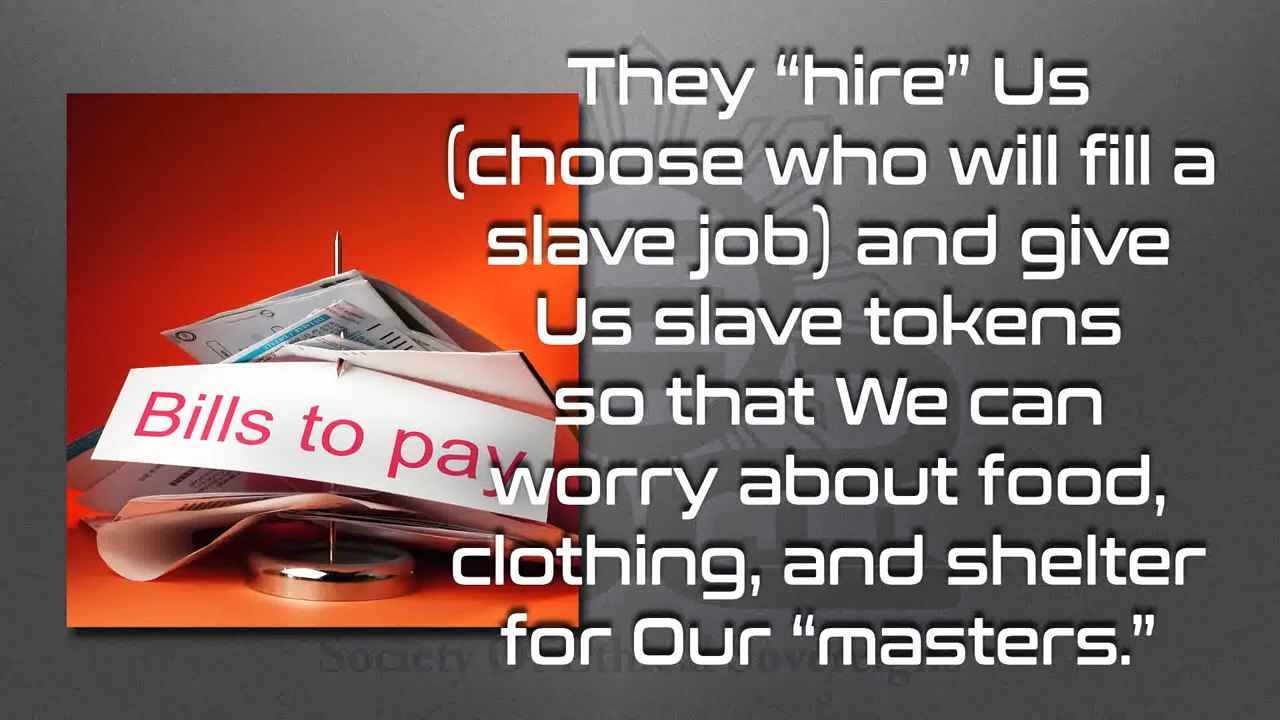 They “hire” Us
(choose who will fill a
slave job) and give
Us slave tokens
so that We can
worry about food,
clothing, and shelter
for Our “masters.”
Bills to pay
Society